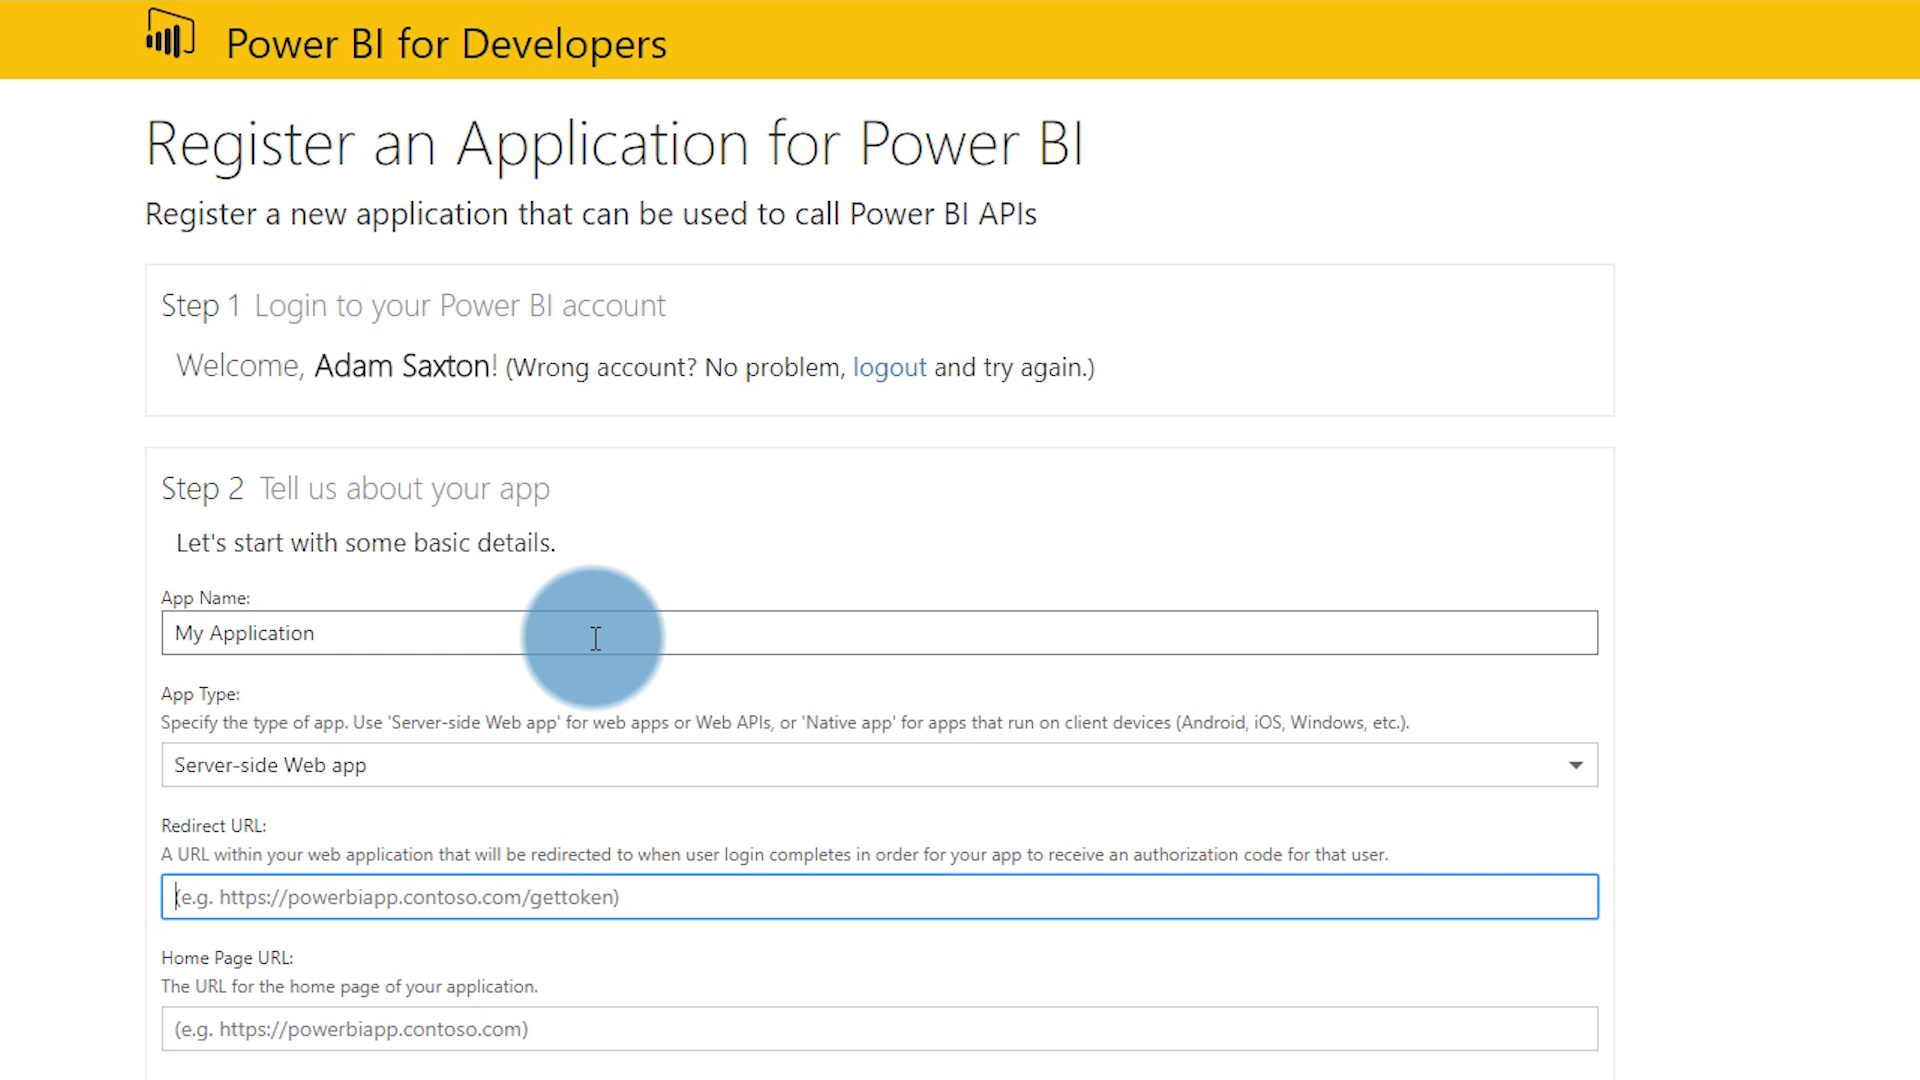 Power BI for Developers
Register an Application for Power BI
Register a new application that can be used to call Power BI APIs
Step 1 Login to your Power BI account
Welcome, Adam Saxton! (Wrong account? No problem, logout and try again.)
Step 2 Tell us about your app
Let's start with some basic details.
App Name:
My Application
App Type:
Specify the type of app. Use 'Server-side Web app' for web apps or Web APIs, or 'Native app' for apps that run on client devices (Android, iOS, Windows, etc.).
Server-side Web app
Redirect URL:
A URL within your web application that will be redirected to when user login completes in order for your app to receive an authorization code for that user.
(e.g. https://powerbiapp.contoso.com/gettoken)
Home Page URL:
The URL for the home page of your application.
(e.g. https://powerbiapp.contoso.com)